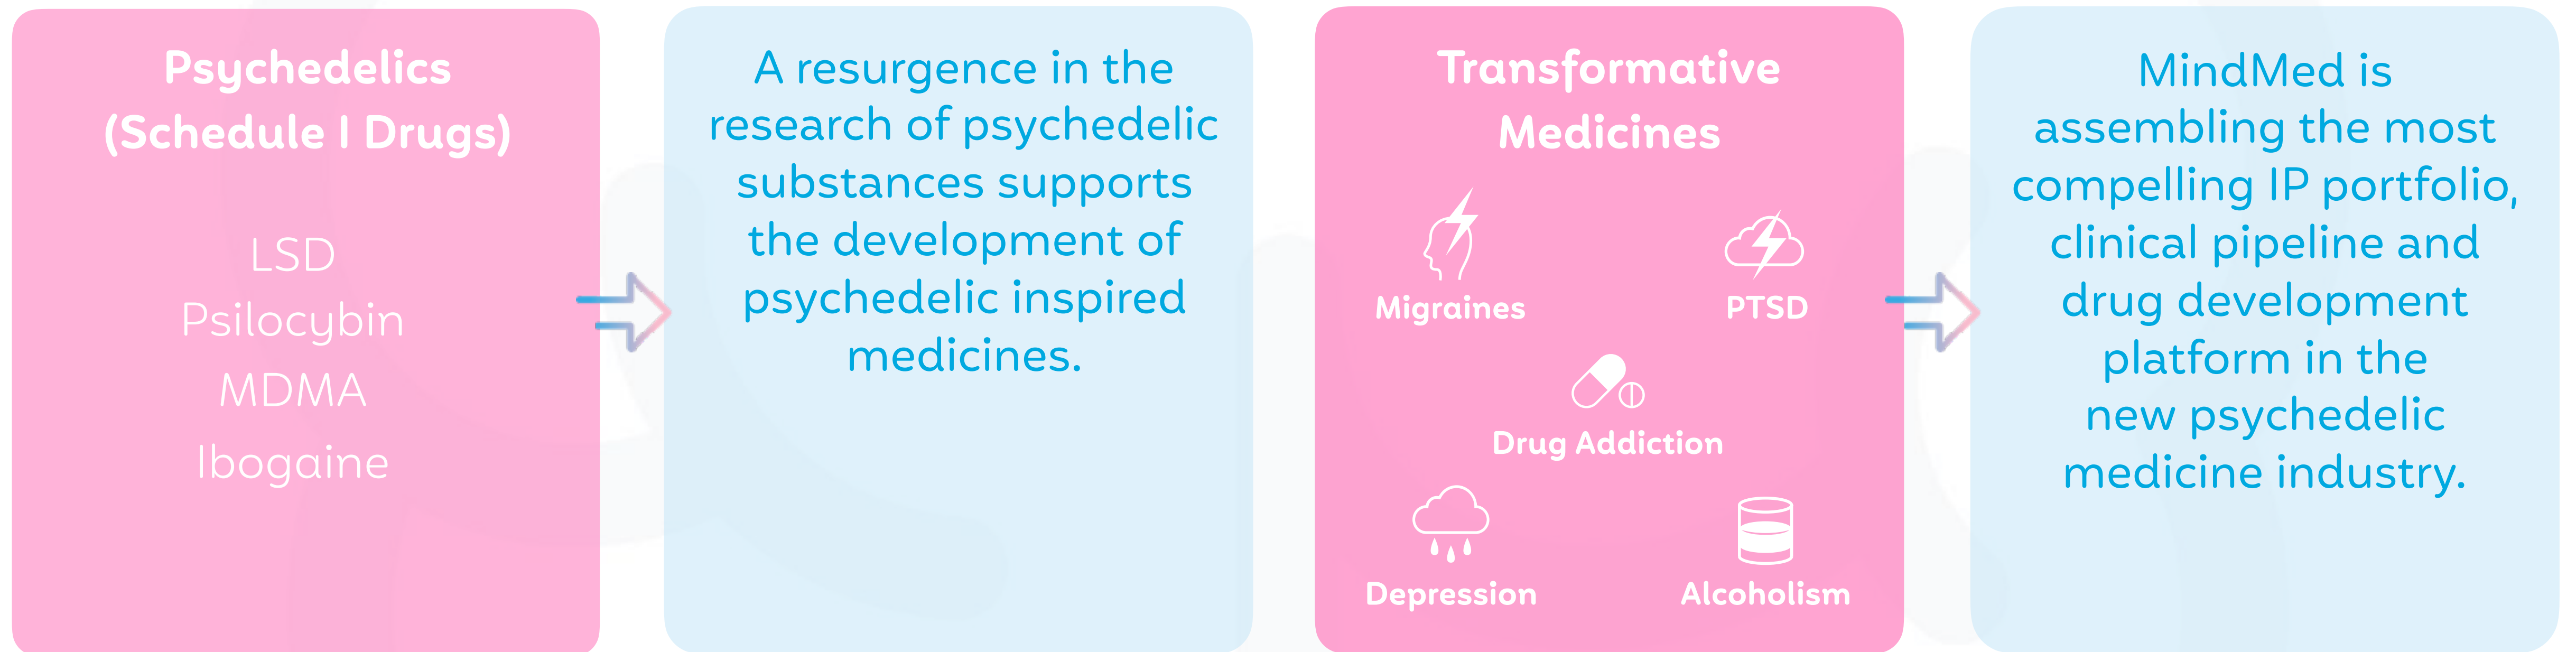 Psychedelics
(Schedule I Drugs)
LSD
Psilocybin
MDMA
Ibogaine
A resurgence in the
research of psychedelic
substances supports
the development of
psychedelic inspired
medicines.
Transformative
Medicines
Migraines
PTSD
Drug Addiction
Depression
Alcoholism
MindMed is
assembling the most
compelling IP portfolio,
clinical pipeline and
drug development
platform in the
new psychedelic
medicine industry.